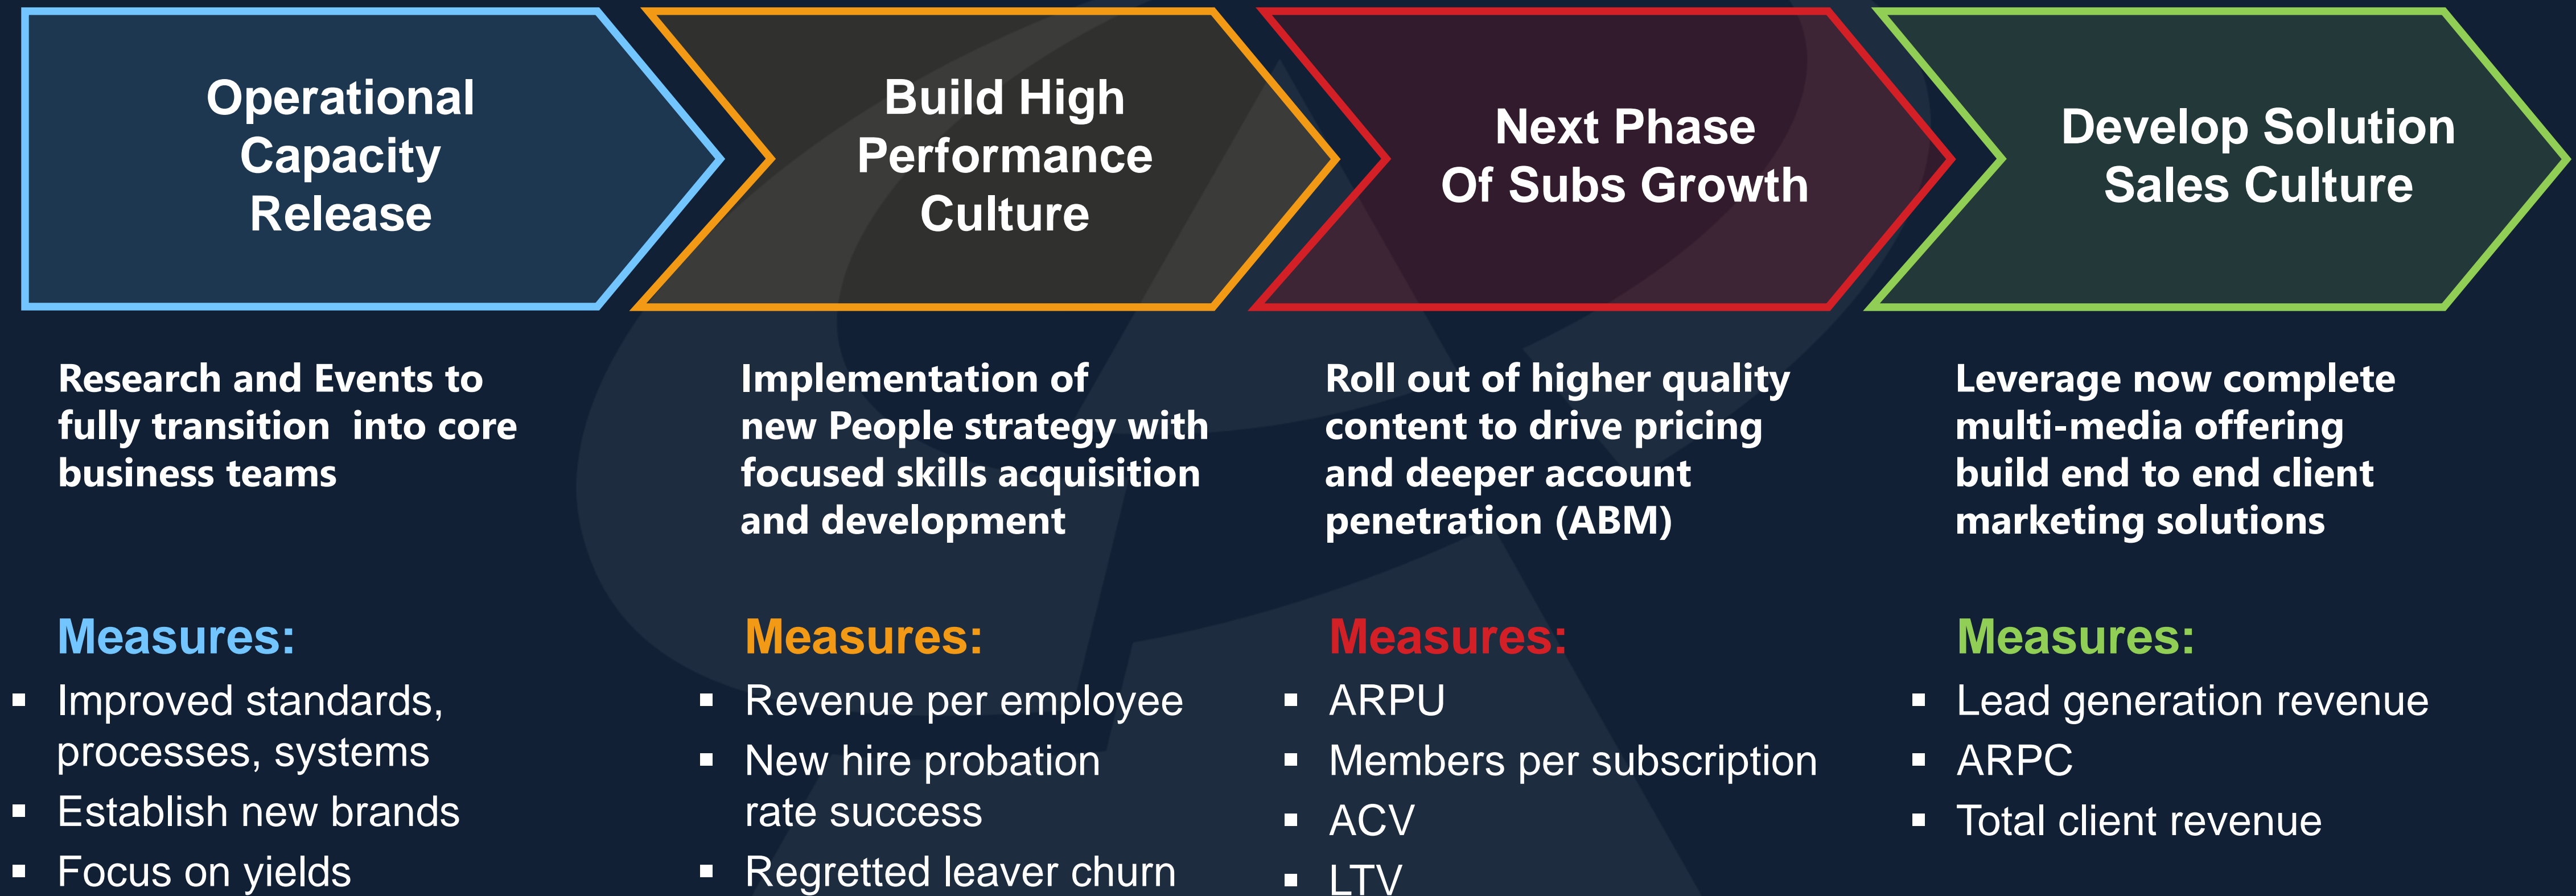 Operational
Capacity
Release
Build High
Performance
Culture
Next Phase
Of Subs Growth
Develop Solution
Sales Culture
Research and Events to
fully transition into core
business teams
Implementation of
new People strategy with
focused skills acquisition
and development
Roll out of higher quality
content to drive pricing
and deeper account
penetration (ABM)
Leverage now complete
multi-media offering
build end to end client
marketing solutions
Measures:
▪ Improved standards,
processes, systems
▪ Establish new brands
▪ Focus on yields
Measures:
▪ Revenue per employee
▪ New hire probation
rate success
▪ Regretted leaver churn
Measures:
▪ ARPU
▪ Members per subscription
▪ ACV
▪ LTV
Measures:
▪ Lead generation revenue
▪ ARPC
▪ Total client revenue